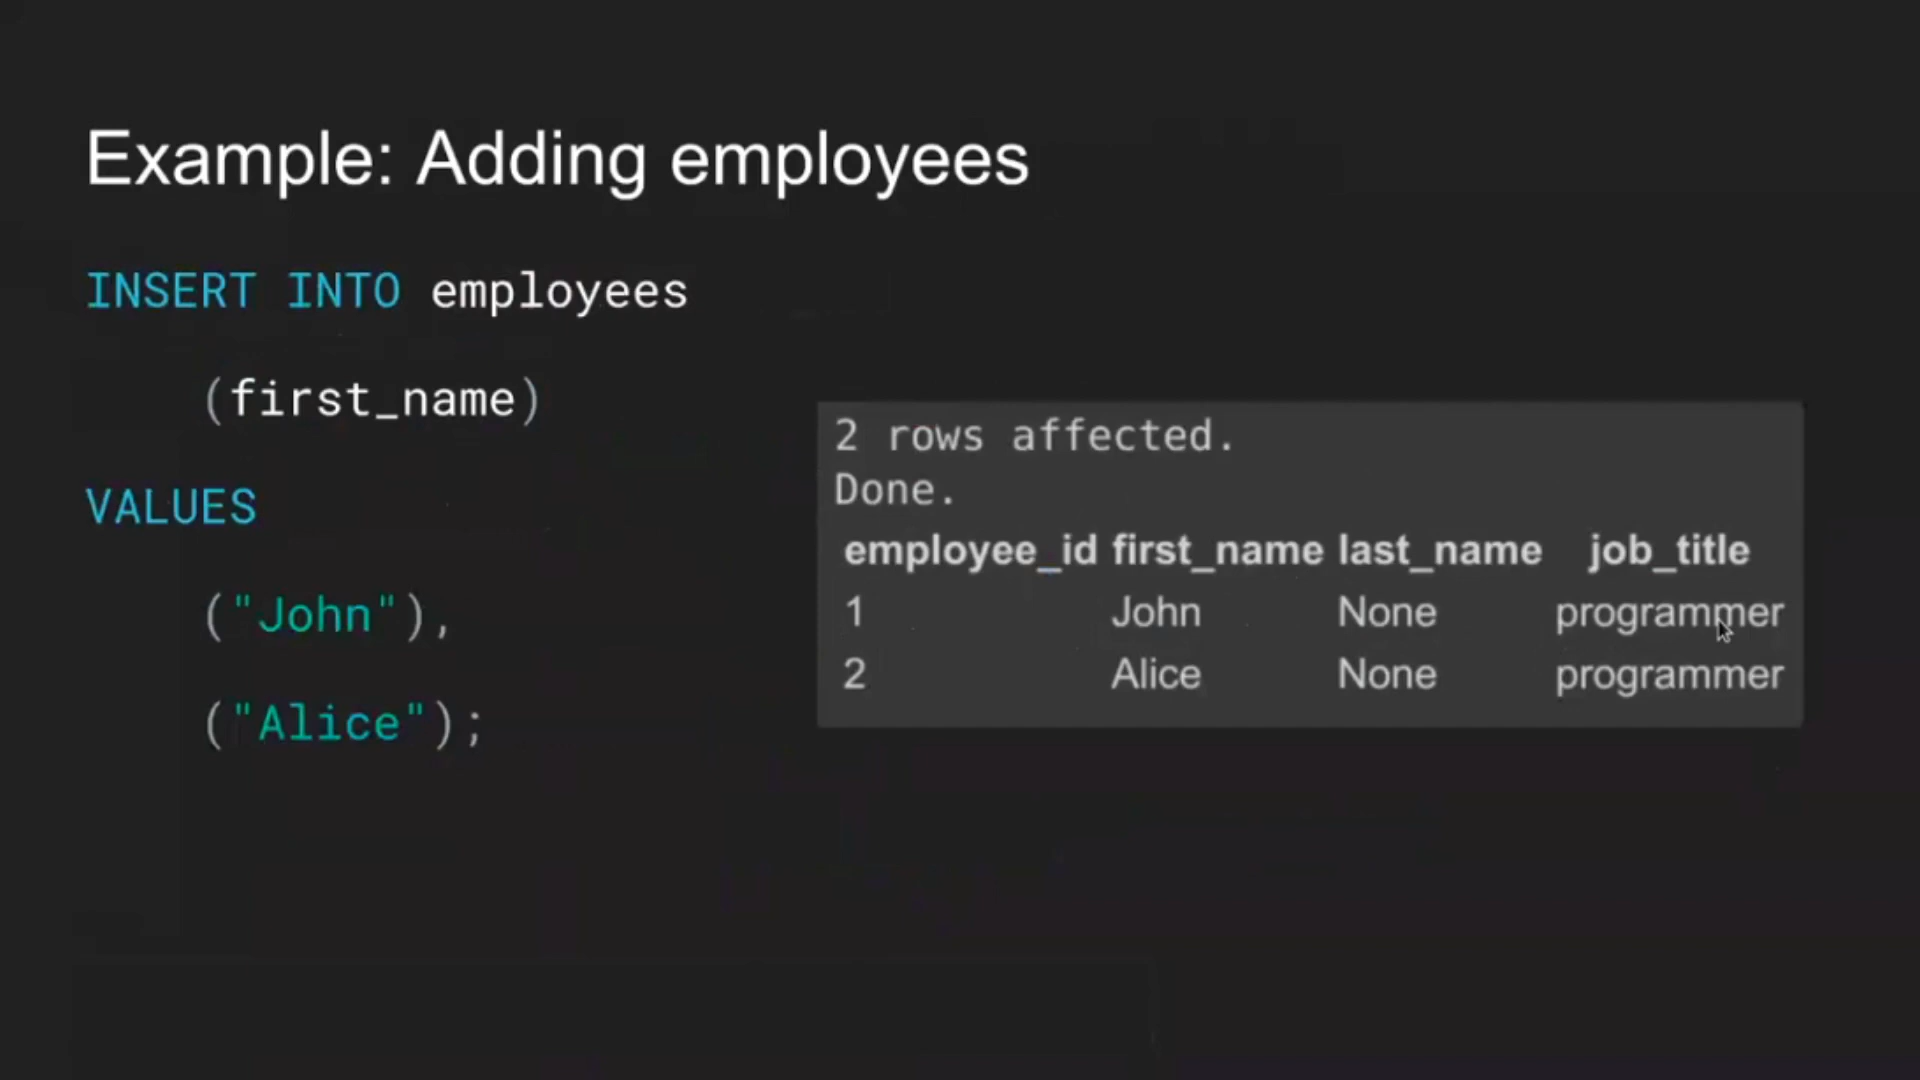 Example: Adding employees
INSERT INTO employees
(first_name)
VALUES
("John"),
("Alice");
2 rows affected.
Done.
employee_id first_name last_name job_title
1 John None programmer
2 Alice None programmer